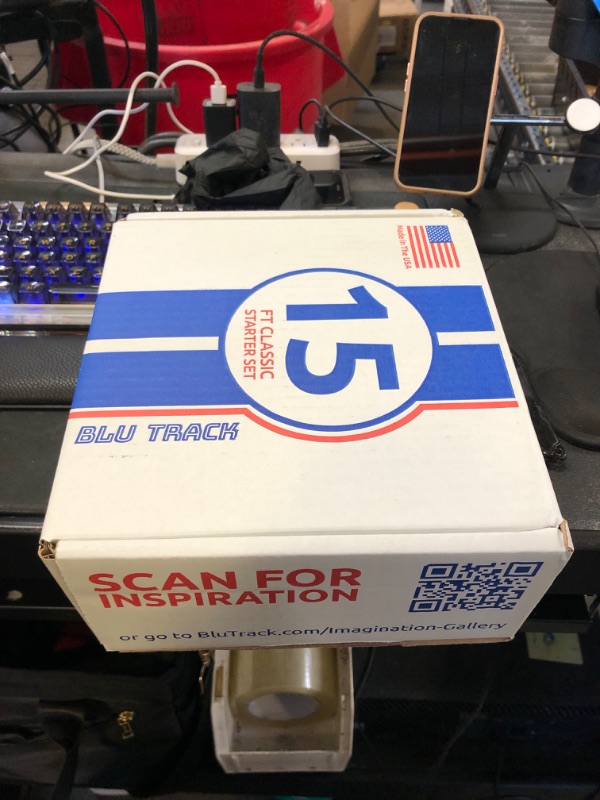 Made In The USA
15
FT CLASSIC
STARTER SET
BLU TRACK
SCAN FOR
INSPIRATION
or go to BluTrack.com/Imagination-Gallery